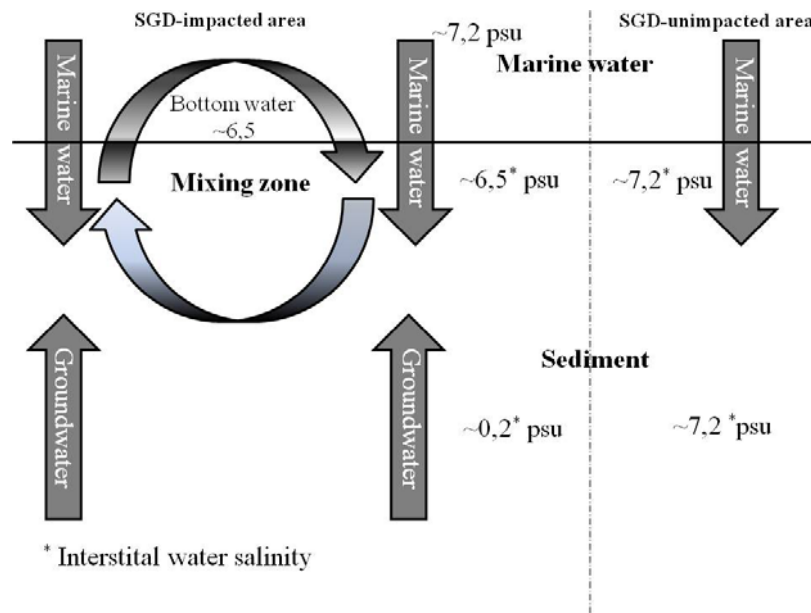 SGD-impacted area
SGD-unimpacted area
~7,2 psu
Marine water
Marine water
Marine water
Marine water
Bottom water
~6,5
Mixing zone
~6,5* psu
~7,2* psu
Groundwater
Groundwater
Sediment
~0,2* psu
~7,2 *psu
* Interstital water salinity